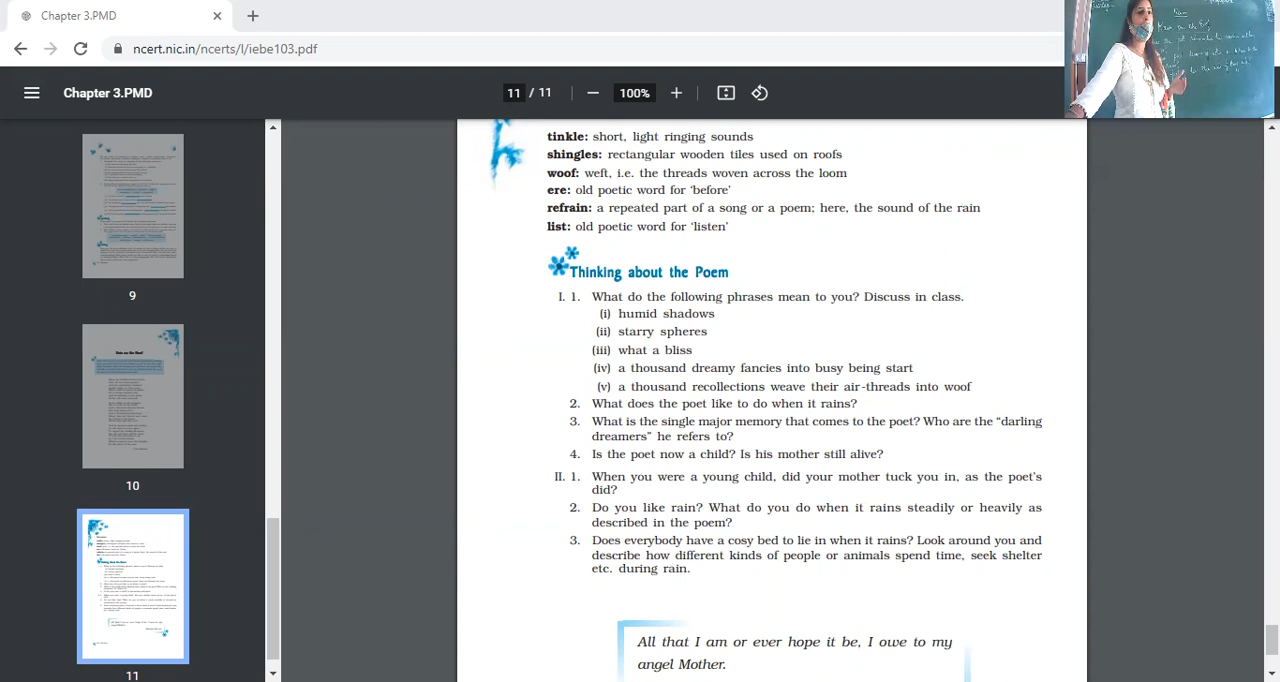 Chapter 3.PMD
ncert.nic.in/ncerts/l/iebe103.pdf
Chapter 3.PMD
11 / 11
100%
9
10
11
tinkle: short, light ringing sounds
shingles: rectangular wooden tiles used on roofs
woof: weft, i.e. the threads woven across the loom
ere: old poetic word for ‘before’
refrain: a repeated part of a song or a poem; here, the sound of the rain
list: old poetic word for ‘listen’
Thinking about the Poem
I. 1. What do the following phrases mean to you? Discuss in class.
(i) humid shadows
(ii) starry spheres
(iii) what a bliss
(iv) a thousand dreamy fancies into busy being start
(v) a thousand recollections weave their air-threads into woof
2. What does the poet like to do when it rains?
3. What is the single major memory that comes to the poet? Who are the “darling
dreamers” he refers to?
4. Is the poet now a child? Is his mother still alive?
II. 1. When you were a young child, did your mother tuck you in, as the poet’s
did?
2. Do you like rain? What do you do when it rains steadily or heavily as
described in the poem?
3. Does everybody have a cosy bed to lie in when it rains? Look around you and
describe how different kinds of people or animals spend time, seek shelter
etc. during rain.
All that I am or ever hope it be, I owe to my
angel Mother.